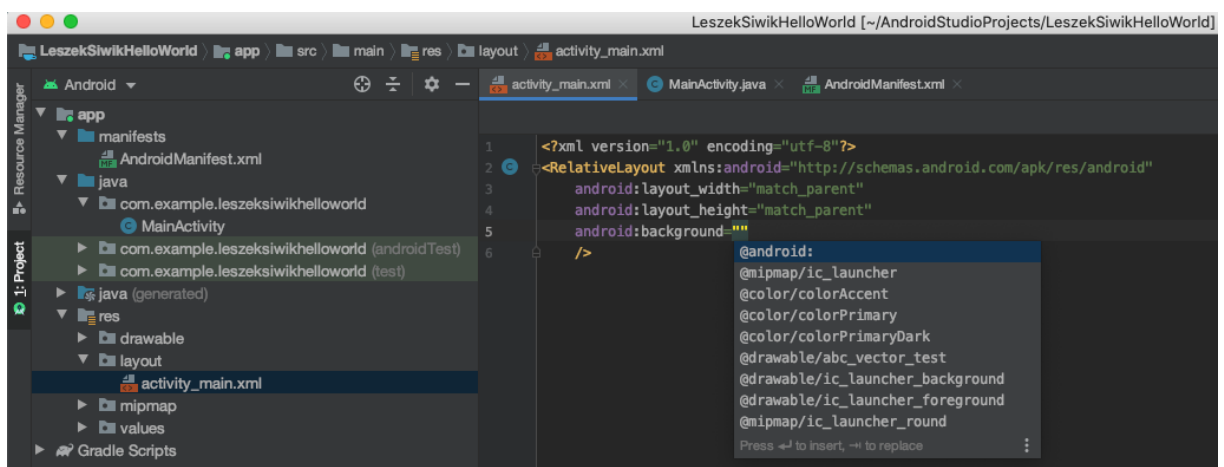 LeszekSiwikHelloWorld [~/AndroidStudioProjects/LeszekSiwikHelloWorld]
LeszekSiwikHelloWorld app src main res layout activity_main.xml
Resource Manager
1: Project
Android
app
manifests
AndroidManifest.xml
java
com.example.leszeksiwikhelloworld
MainActivity
com.example.leszeksiwikhelloworld (androidTest)
com.example.leszeksiwikhelloworld (test)
java (generated)
res
drawable
layout
activity_main.xml
mipmap
values
Gradle Scripts
activity_main.xml MainActivity.java AndroidManifest.xml
1 <?xml version="1.0" encoding="utf-8"?>
2 <RelativeLayout xmlns:android="http://schemas.android.com/apk/res/android"
3 android:layout_width="match_parent"
4 android:layout_height="match_parent"
5 android:background=""
6 />
@android:
@mipmap/ic_launcher
@color/colorAccent
@color/colorPrimary
@color/colorPrimaryDark
@drawable/abc_vector_test
@drawable/ic_launcher_background
@drawable/ic_launcher_foreground
@mipmap/ic_launcher_round
Press ↵ to insert, ⇥ to replace